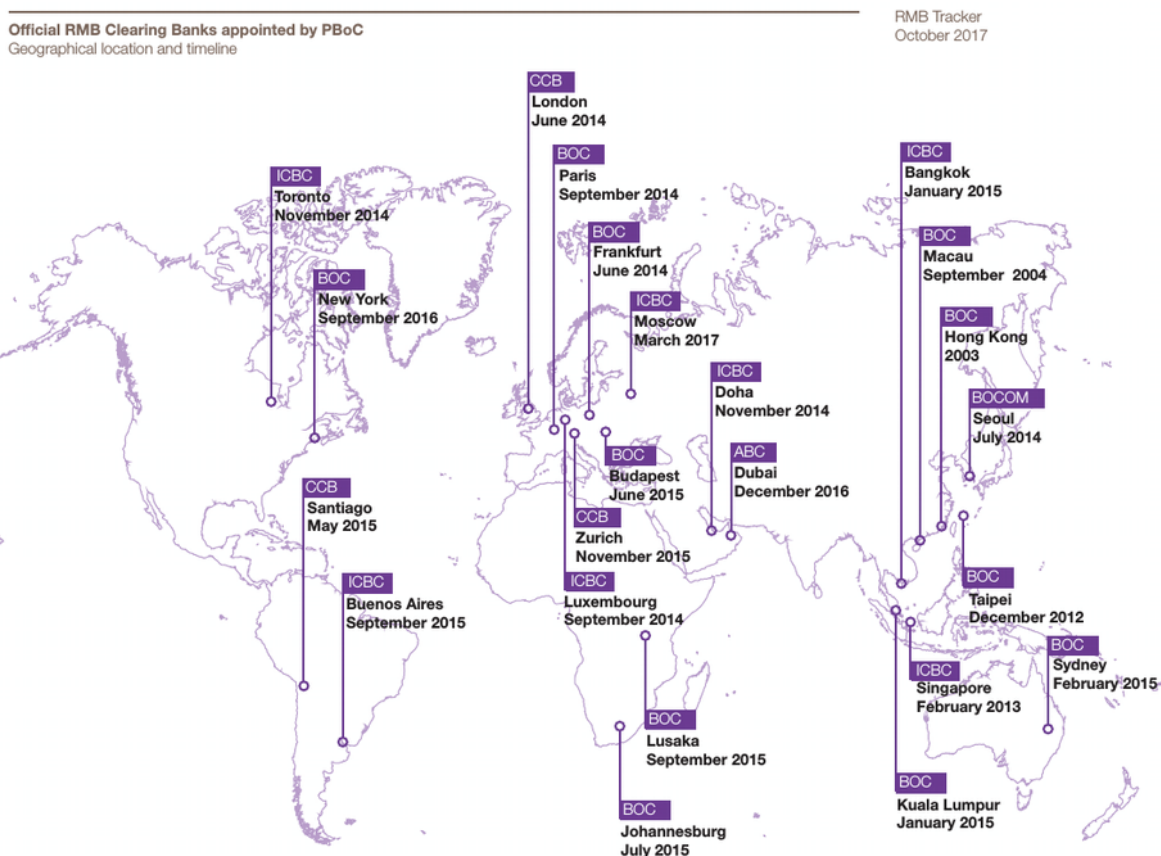 Official RMB Clearing Banks appointed by PBoC
Geographical location and timeline
RMB Tracker
October 2017
CCB
London
June 2014
BOC
Paris
September 2014
ICBC
Bangkok
January 2015
ICBC
Toronto
November 2014
BOC
Frankfurt
June 2014
BOC
Macau
September 2004
BOC
New York
September 2016
ICBC
Moscow
March 2017
BOC
Hong Kong
2003
ICBC
Doha
November 2014
BOCOM
Seoul
July 2014
BOC
Budapest
June 2015
ABC
Dubai
December 2016
CCB
Santiago
May 2015
CCB
Zurich
November 2015
ICBC
Buenos Aires
September 2015
ICBC
Luxembourg
September 2014
BOC
Taipei
December 2012
BOC
Sydney
February 2015
ICBC
Singapore
February 2013
BOC
Lusaka
September 2015
BOC
Kuala Lumpur
January 2015
BOC
Johannesburg
July 2015